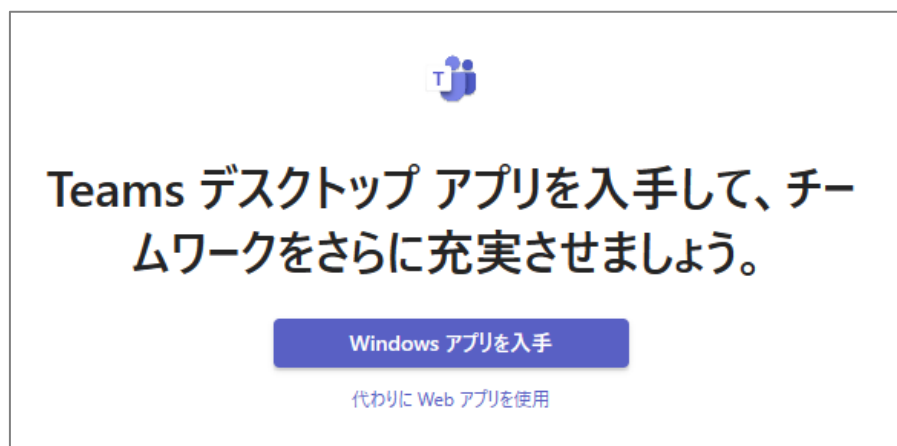 T
Teams デスクトップ アプリを入手して、チー
ムワークをさらに充実させましょう。
Windows アプリを入手
代わりに Web アプリを使用